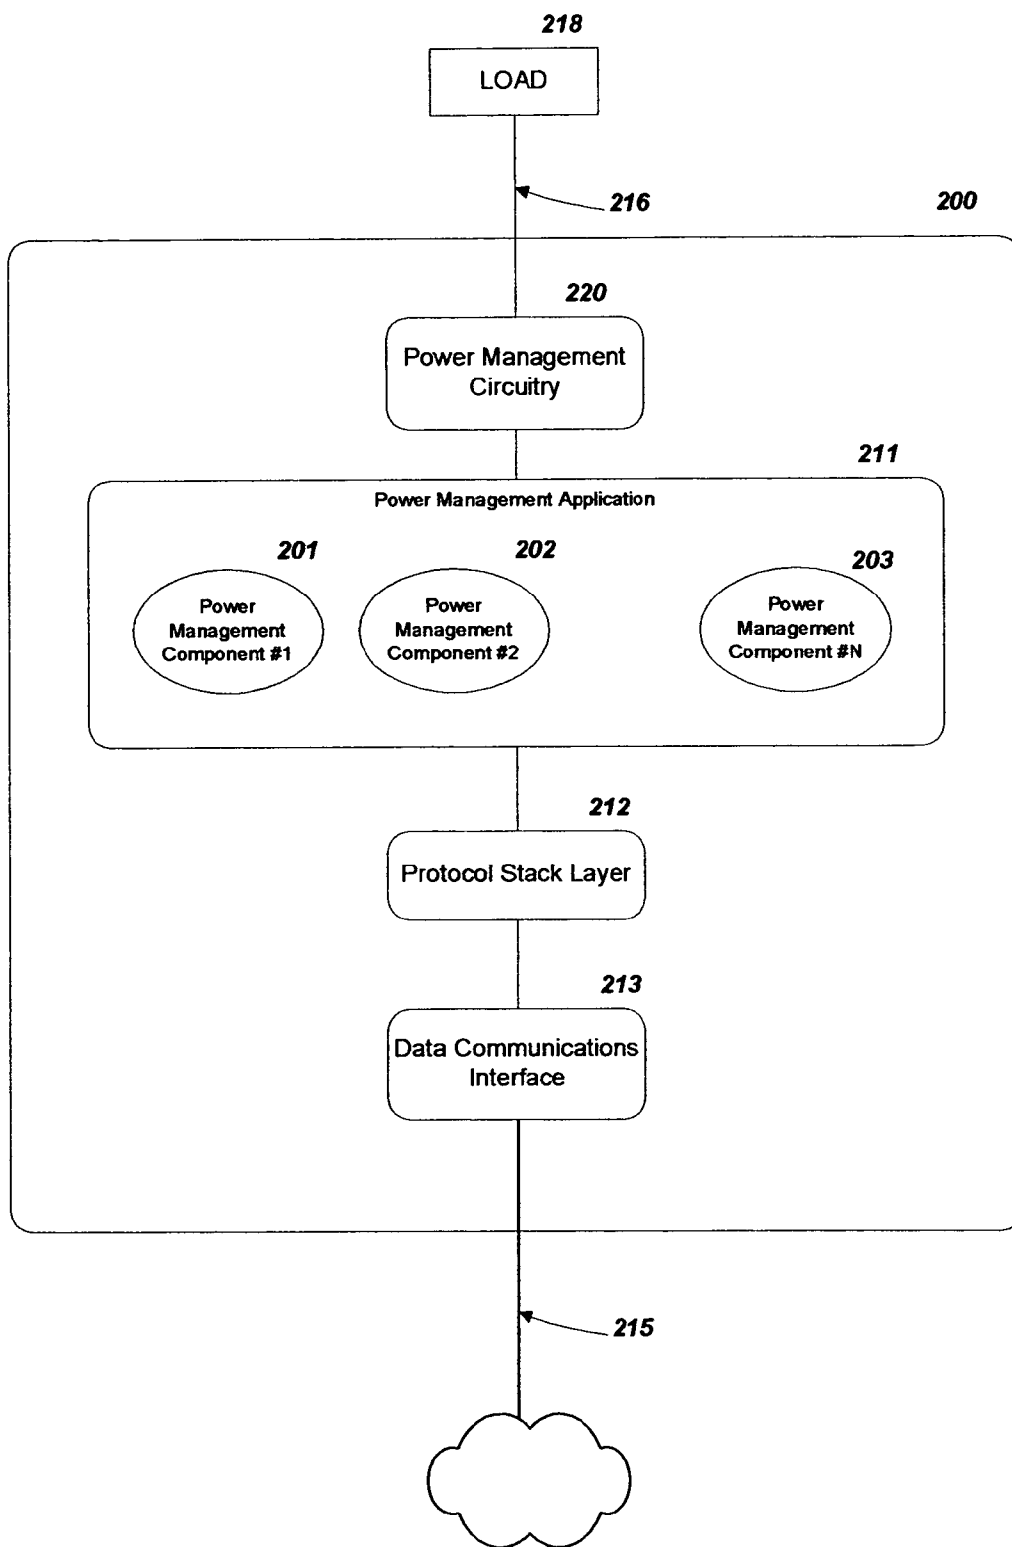 218
LOAD
216
200
220
Power Management
Circuitry
211
Power Management Application
201
202
203
Power
Management
Component #1
Power
Management
Component #2
Power
Management
Component #N
212
Protocol Stack Layer
213
Data Communications
Interface
215